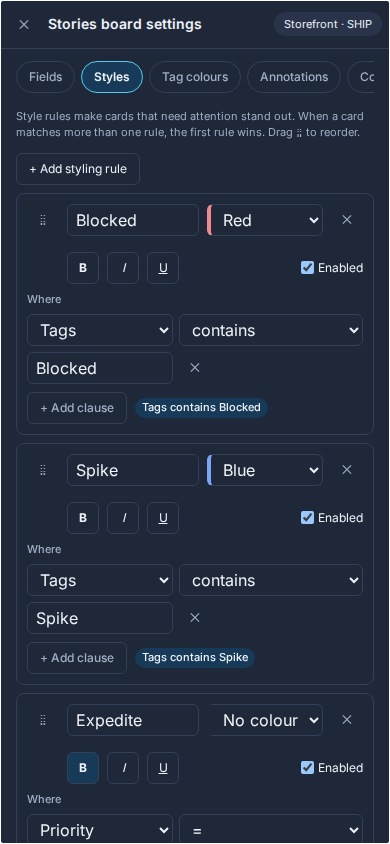 Stories board settings
Storefront · SHIP
Fields
Styles
Tag colours
Annotations
Co
Style rules make cards that need attention stand out. When a card
matches more than one rule, the first rule wins. Drag ⠿ to reorder.
+ Add styling rule
Blocked
Red
B
I
U
Enabled
Where
Tags
contains
Blocked
+ Add clause
Tags contains Blocked
Spike
Blue
B
I
U
Enabled
Where
Tags
contains
Spike
+ Add clause
Tags contains Spike
Expedite
No colour
B
I
U
Enabled
Where
Priority
=